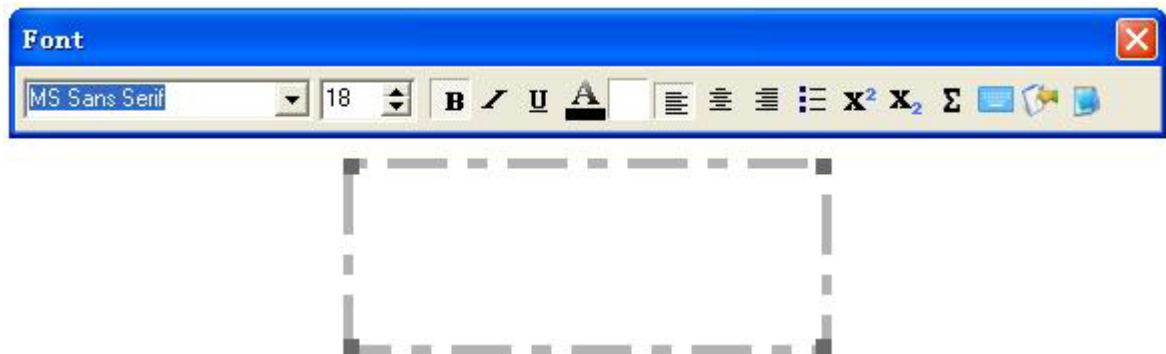 Font
MS Sans Serif 18 B I U A X² X₂ Σ